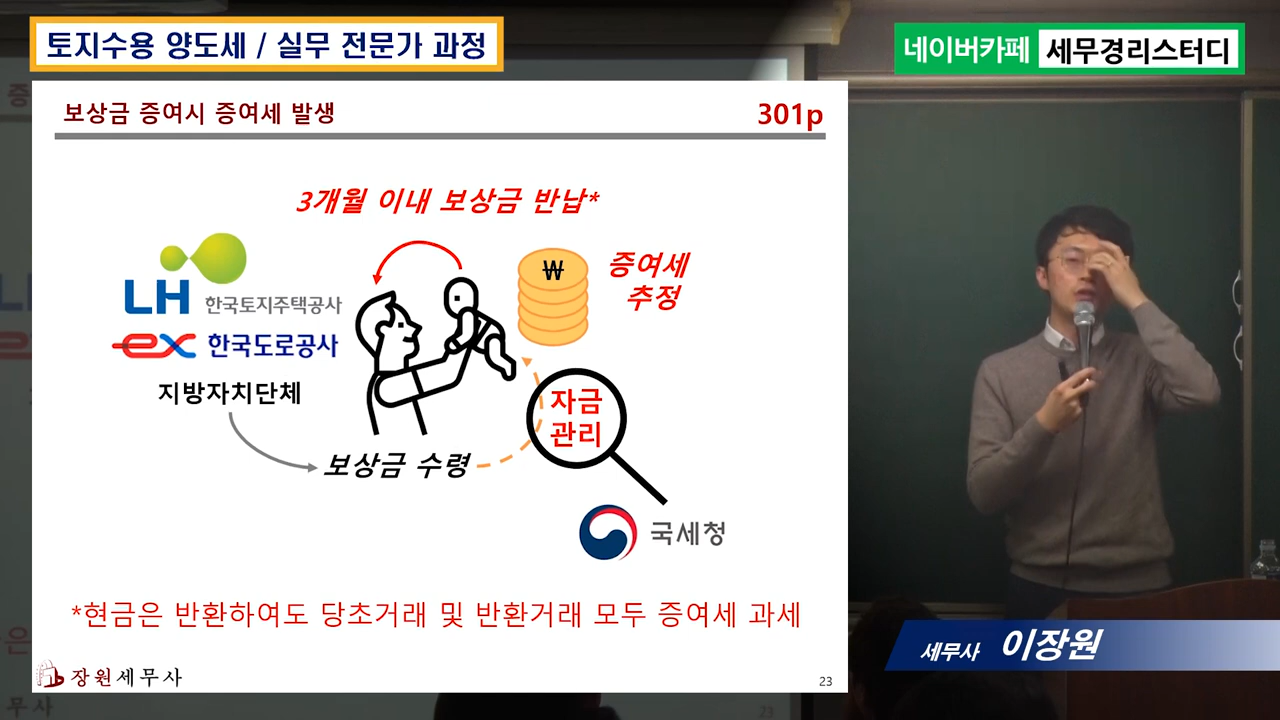 토지수용 양도세 / 실무 전문가 과정
네이버카페 세무경리스터디
보상금 증여시 증여세 발생
301p
3개월 이내 보상금 반납*
₩
증여세
추정
LH 한국토지주택공사
ex 한국도로공사
지방자치단체
보상금 수령
자금
관리
국세청
*현금은 반환하여도 당초거래 및 반환거래 모두 증여세 과세
장원세무사
23
세무사 이장원
증
은
무사
23